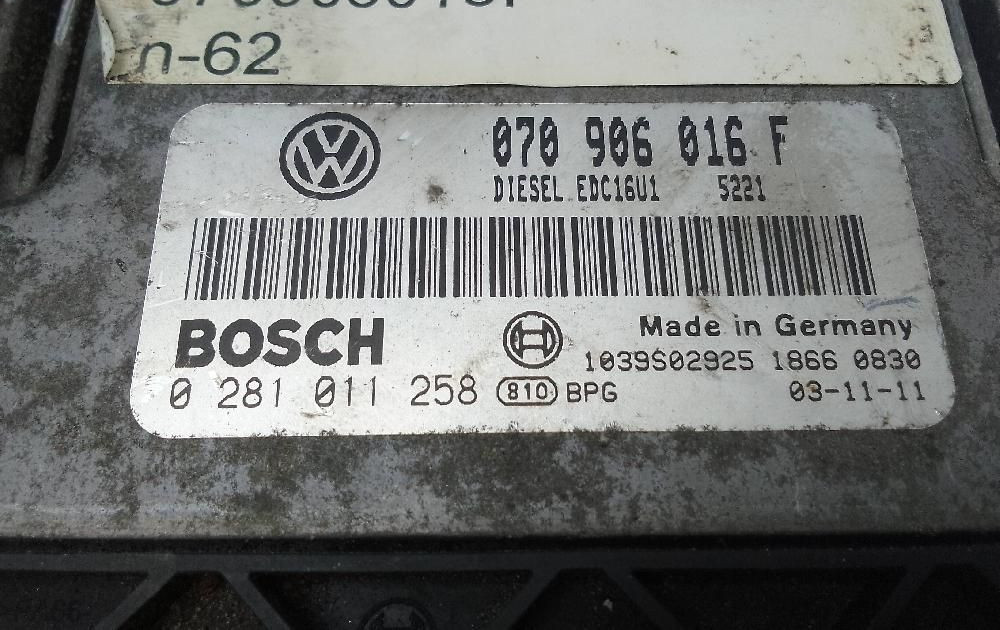 n-62
070 906 016 F
DIESEL EDC16U1 5221
BOSCH
Made in Germany
1039S02925 1866 0830
0 281 011 258 810 BPG
03-11-11